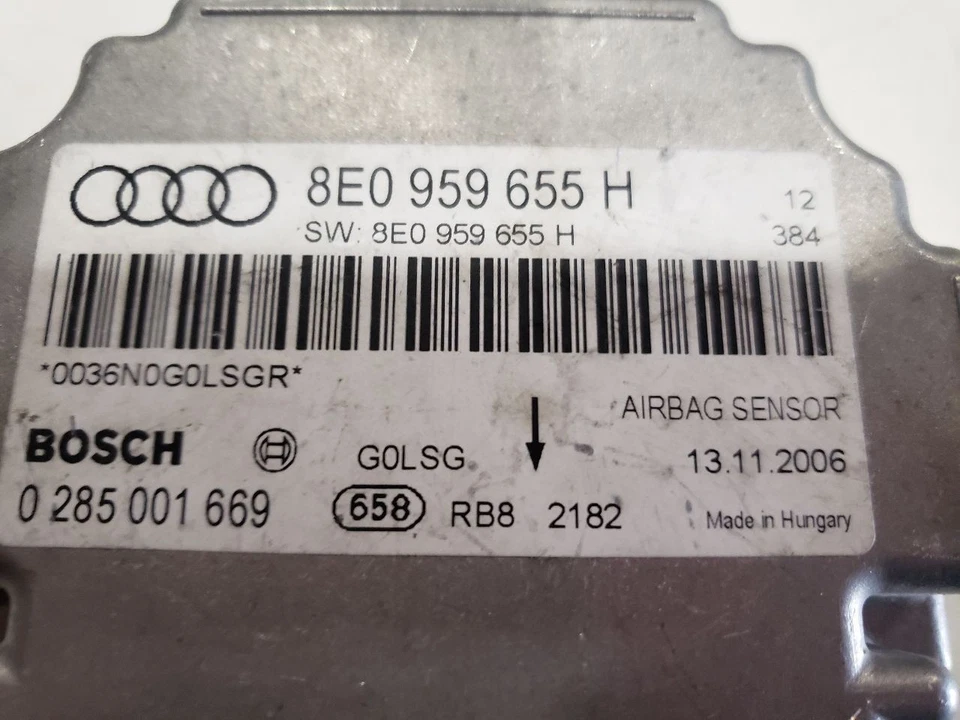 8E0 959 655 H 12
SW: 8E0 959 655 H 384
*0036N0G0LSGR*
AIRBAG SENSOR
BOSCH G0LSG 13.11.2006
0 285 001 669 658 RB8 2182 Made in Hungary